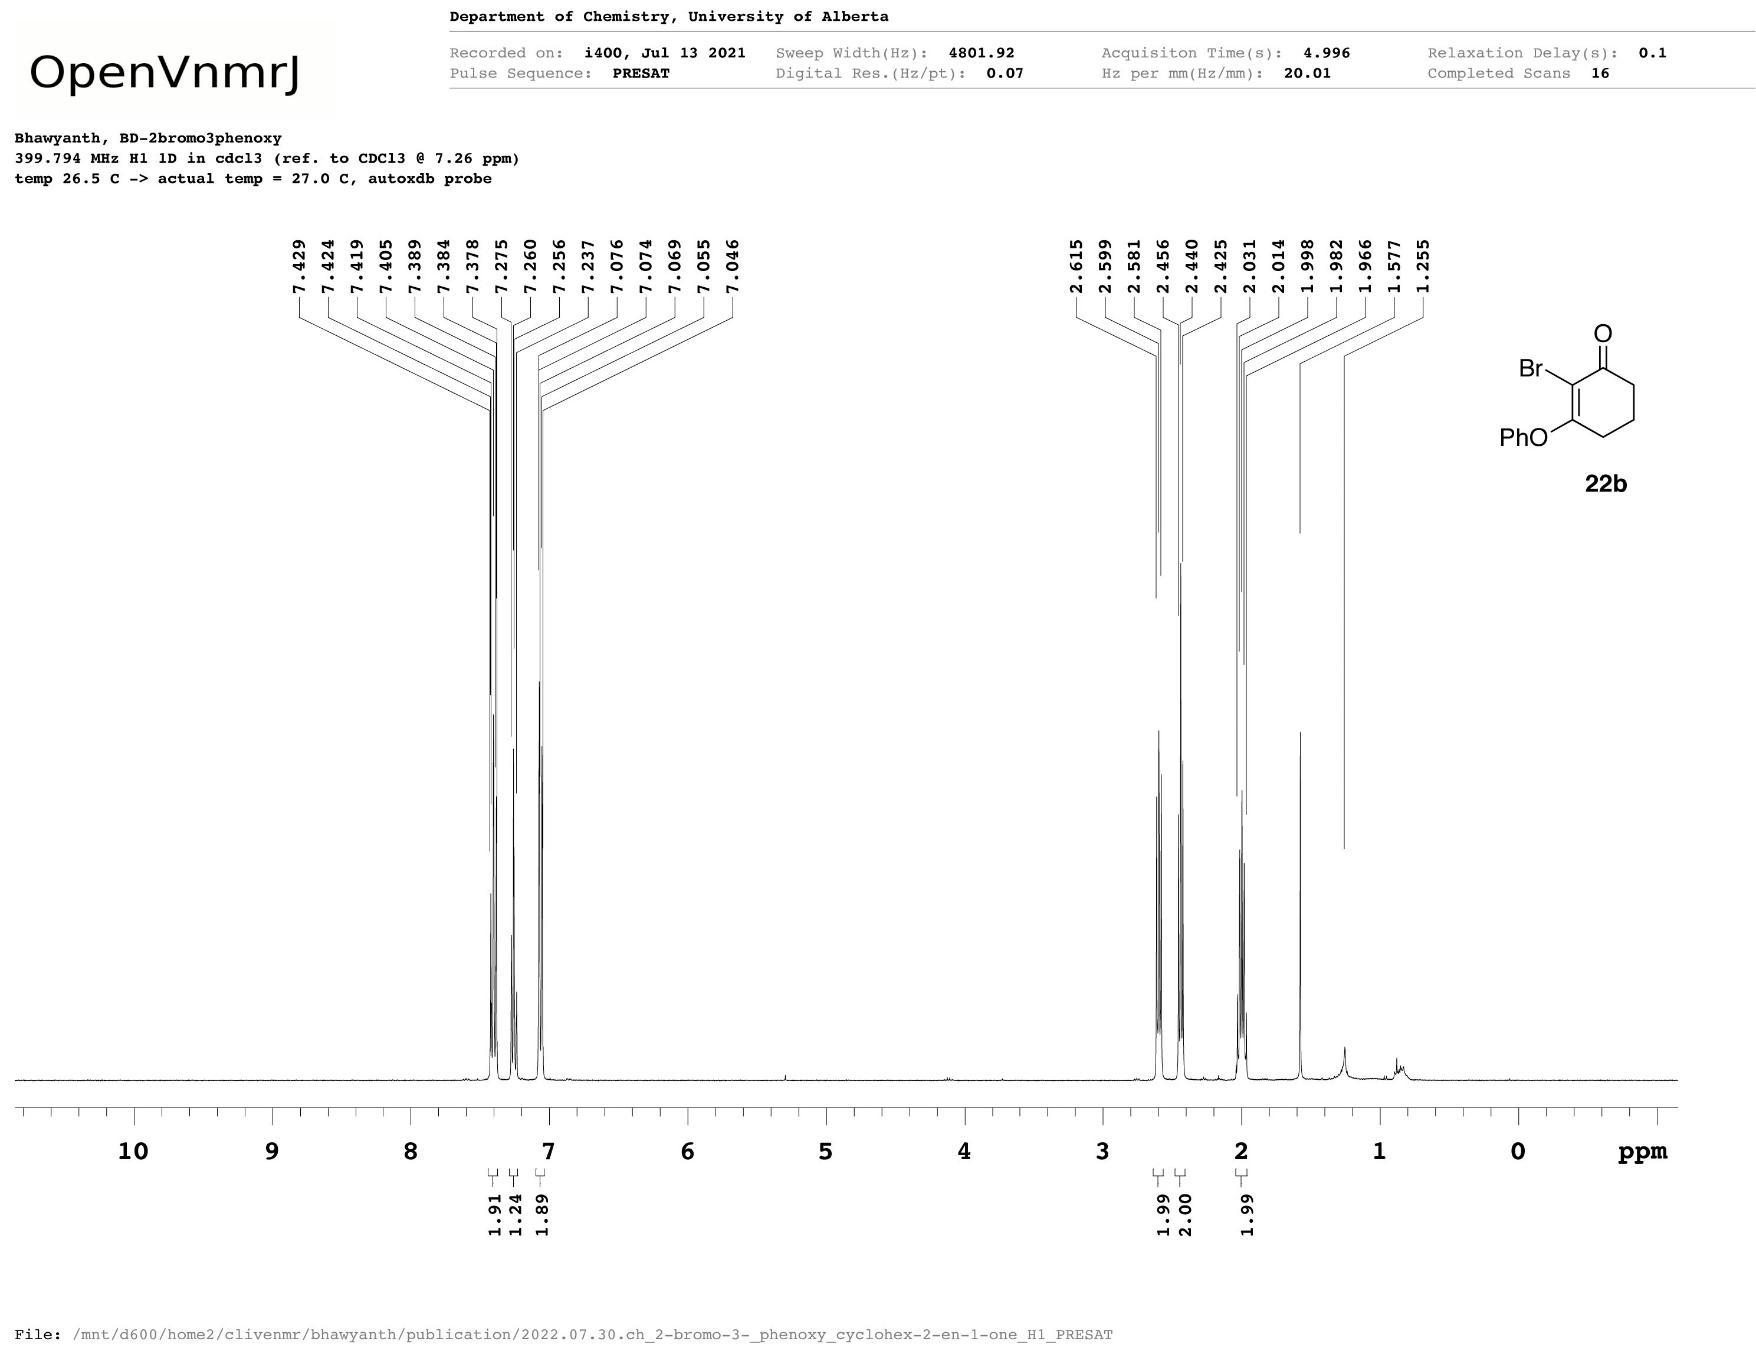 Department of Chemistry, University of Alberta
OpenVnmrJ
Recorded on: i400, Jul 13 2021 Sweep Width(Hz): 4801.92 Acquisiton Time(s): 4.996 Relaxation Delay(s): 0.1
Pulse Sequence: PRESAT Digital Res.(Hz/pt): 0.07 Hz per mm(Hz/mm): 20.01 Completed Scans 16
Bhawyanth, BD-2bromo3phenoxy
399.794 MHz H1 1D in cdcl3 (ref. to CDCl3 @ 7.26 ppm)
temp 26.5 C -> actual temp = 27.0 C, autoxdb probe
7.429 7.424 7.419 7.405 7.389 7.384 7.378 7.275 7.260 7.256 7.237 7.076 7.074 7.069 7.055 7.046 2.615 2.599 2.581 2.456 2.440 2.425 2.031 2.014 1.998 1.982 1.966 1.577 1.255
O
Br
PhO
22b
10 9 8 7 6 5 4 3 2 1 0 ppm
1.91 1.24 1.89 1.99 2.00 1.99
File: /mnt/d600/home2/clivenmr/bhawyanth/publication/2022.07.30.ch_2-bromo-3-_phenoxy_cyclohex-2-en-1-one_H1_PRESAT